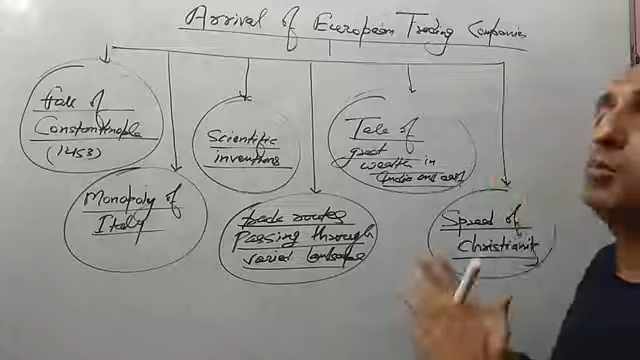 Arrival of European Trading Companies
Fall of
Constantinople
(1453)
Monopoly of
Italy
Scientific
inventions
trade routes
Passing through
varied landscape
Tale of
great
wealth in
India and east
Spread of
Christianity